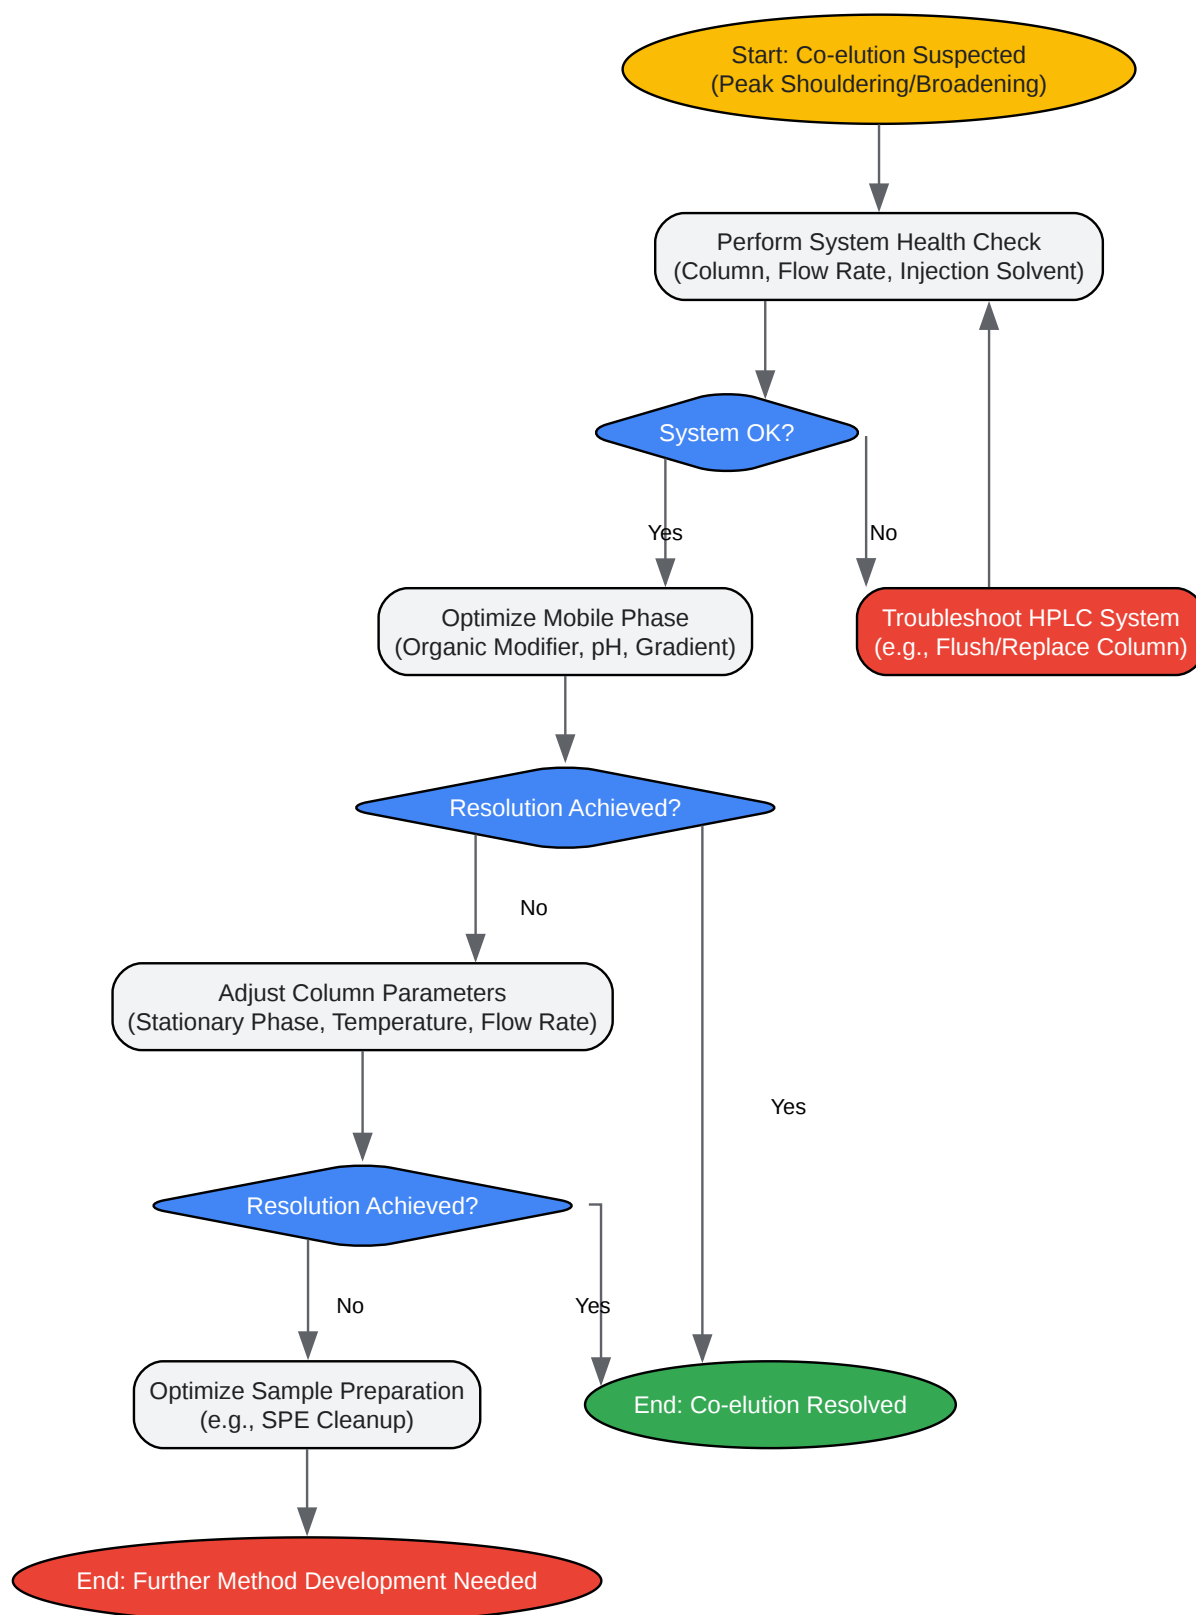 Start: Co-elution Suspected
(Peak Shouldering/Broadening)
Perform System Health Check
(Column, Flow Rate, Injection Solvent)
System OK?
Yes
No
Optimize Mobile Phase
(Organic Modifier, pH, Gradient)
Troubleshoot HPLC System
(e.g., Flush/Replace Column)
Resolution Achieved?
No
Adjust Column Parameters
(Stationary Phase, Temperature, Flow Rate)
Yes
Resolution Achieved?
No
Yes
Optimize Sample Preparation
(e.g., SPE Cleanup)
End: Co-elution Resolved
End: Further Method Development Needed